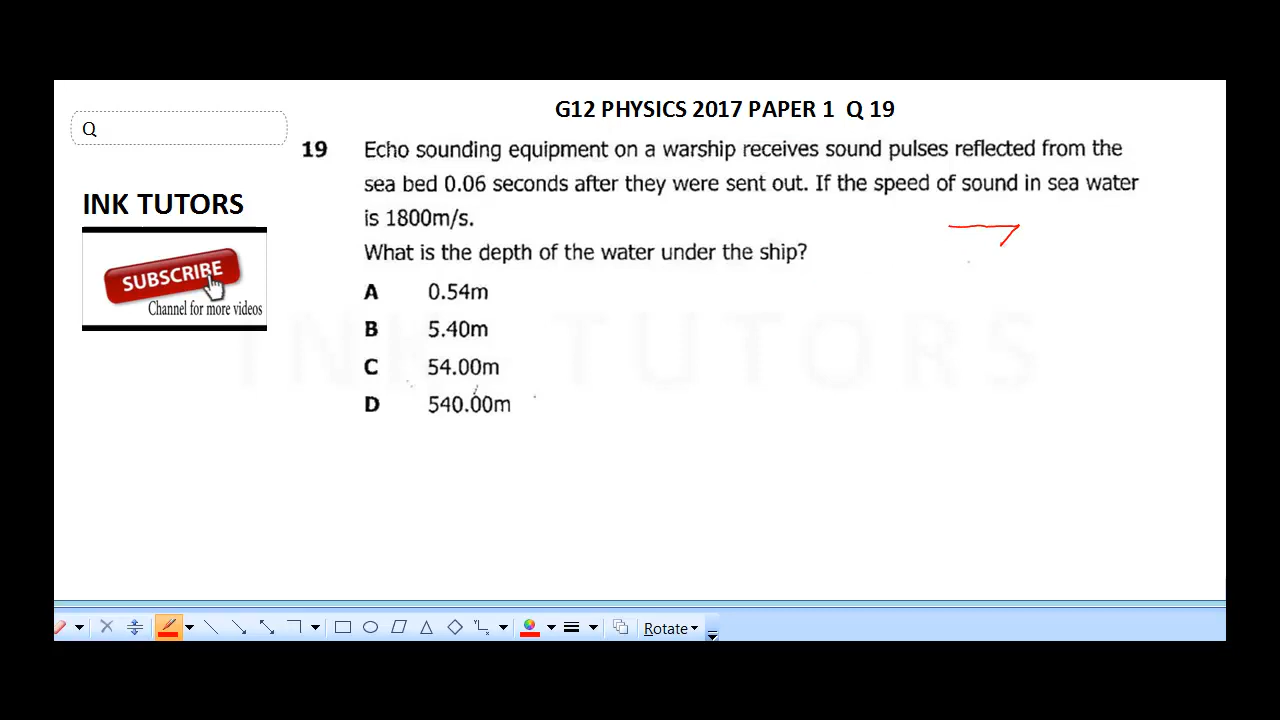 G12 PHYSICS 2017 PAPER 1 Q 19
Q
19 Echo sounding equipment on a warship receives sound pulses reflected from the
sea bed 0.06 seconds after they were sent out. If the speed of sound in sea water
is 1800m/s.
What is the depth of the water under the ship?
A 0.54m
B 5.40m
C 54.00m
D 540.00m
INK TUTORS
SUBSCRIBE
Channel for more videos
INK TUTORS
Rotate